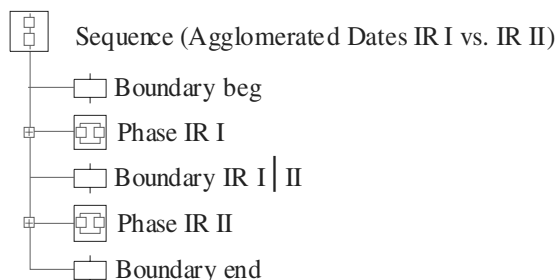 Sequence (Agglomerated Dates IR I vs. IR II)
Boundary beg
Phase IR I
Boundary IR I | II
Phase IR II
Boundary end